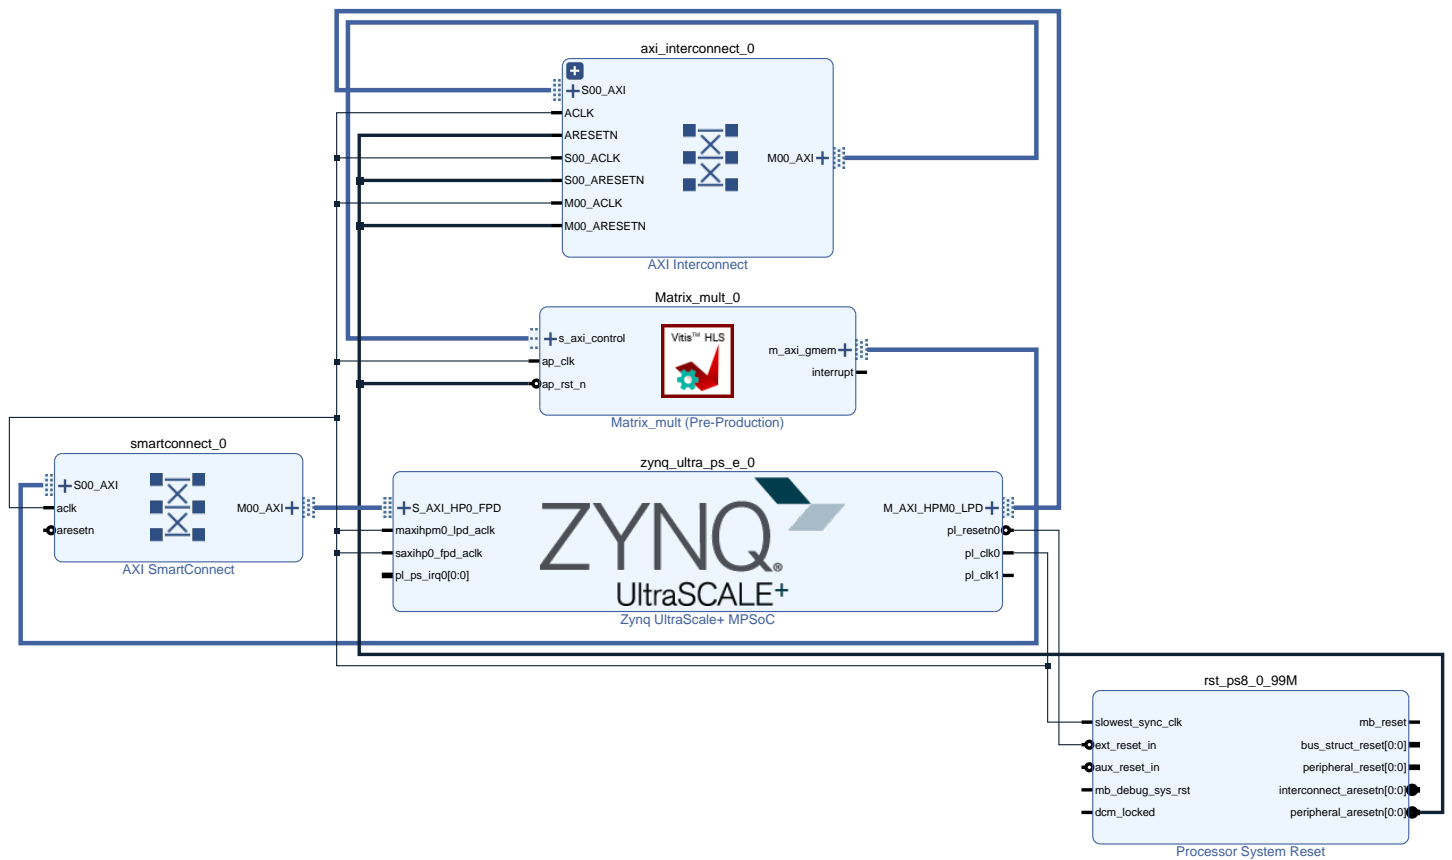 axi_interconnect_0
S00_AXI
ACLK
ARESETN
S00_ACLK
S00_ARESETN
M00_ACLK
M00_ARESETN
M00_AXI
AXI Interconnect
Matrix_mult_0
s_axi_control
ap_clk
ap_rst_n
Vitis™ HLS
m_axi_gmem
interrupt
Matrix_mult (Pre-Production)
smartconnect_0
S00_AXI
aclk
aresetn
M00_AXI
AXI SmartConnect
zynq_ultra_ps_e_0
S_AXI_HP0_FPD
maxihpm0_lpd_aclk
saxihp0_fpd_aclk
pl_ps_irq0[0:0]
ZYNQ®
UltraSCALE+
M_AXI_HPM0_LPD
pl_resetn0
pl_clk0
pl_clk1
Zynq UltraScale+ MPSoC
rst_ps8_0_99M
slowest_sync_clk
ext_reset_in
aux_reset_in
mb_debug_sys_rst
dcm_locked
mb_reset
bus_struct_reset[0:0]
peripheral_reset[0:0]
interconnect_aresetn[0:0]
peripheral_aresetn[0:0]
Processor System Reset